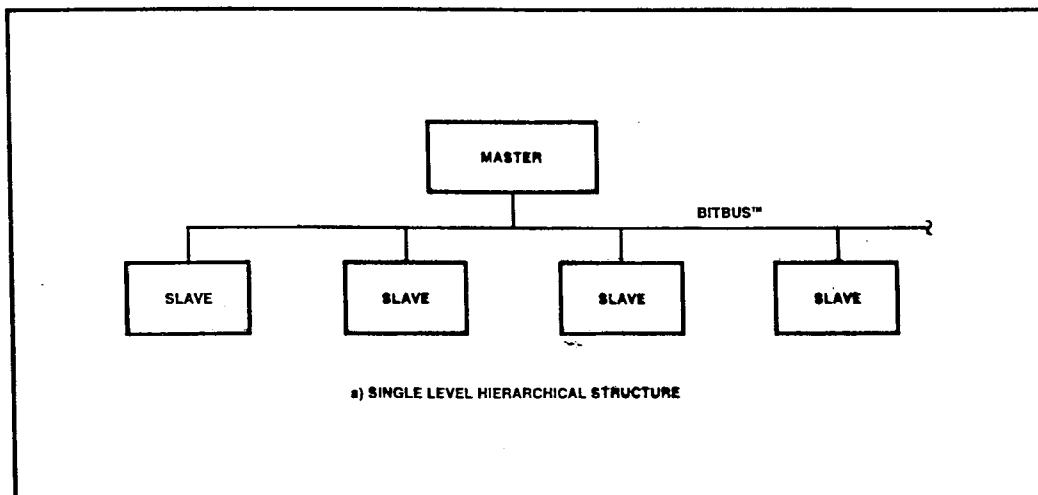 MASTER
BITBUS™
SLAVE SLAVE SLAVE SLAVE
a) SINGLE LEVEL HIERARCHICAL STRUCTURE